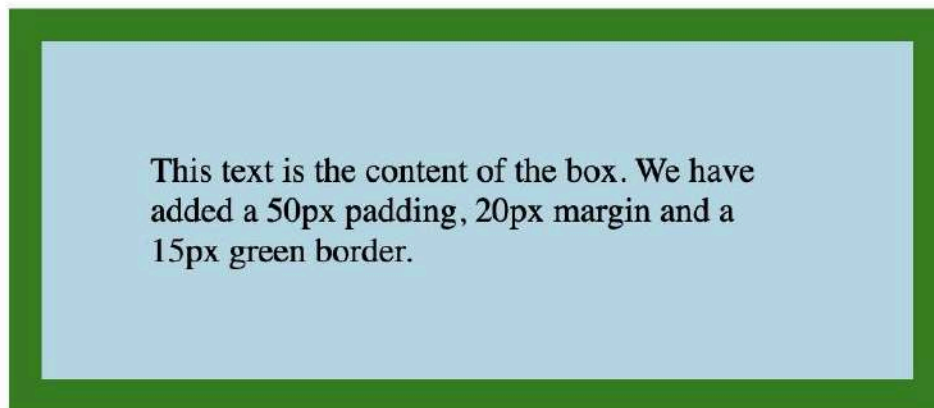 This text is the content of the box. We have
added a 50px padding, 20px margin and a
15px green border.